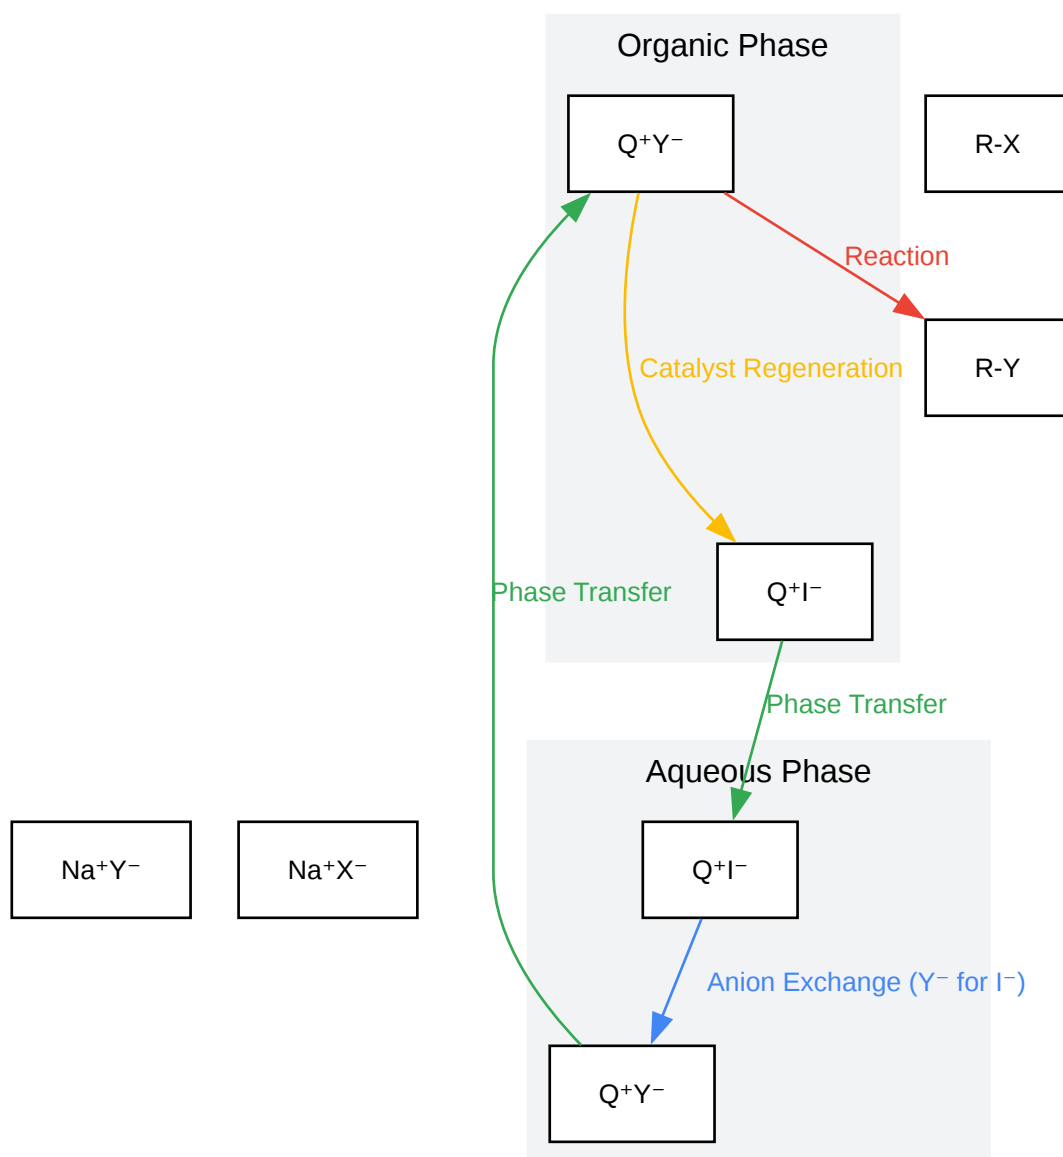 Organic Phase
Q⁺Y⁻
R-X
Reaction
Catalyst Regeneration
R-Y
Phase Transfer
Q⁺I⁻
Phase Transfer
Aqueous Phase
Na⁺Y⁻
Na⁺X⁻
Q⁺I⁻
Anion Exchange (Y⁻ for I⁻)
Q⁺Y⁻